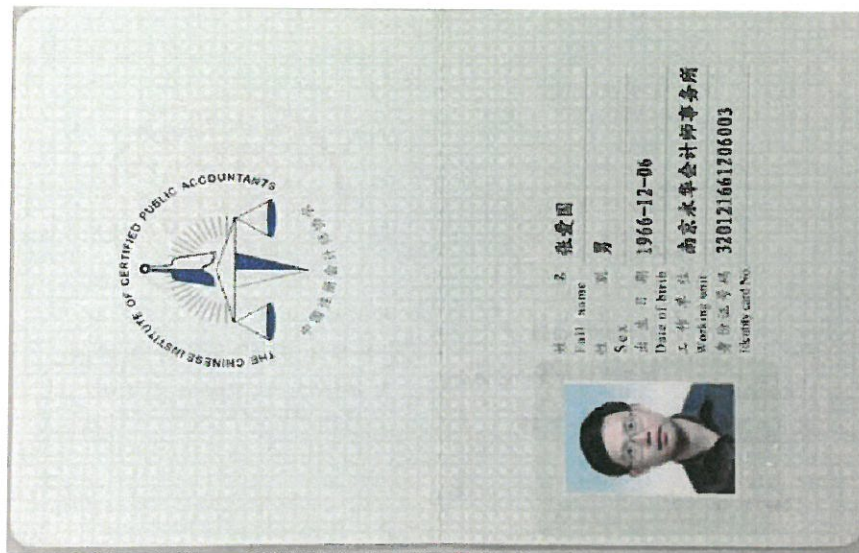 THE CHINESE INSTITUTE OF CERTIFIED PUBLIC ACCOUNTANTS
中国注册会计师协会
姓 名 张爱国
Full name
性 别 男
Sex
出 生 日 期 1966-12-06
Date of birth
工 作 单 位 南京永华会计师事务所
Working unit
身份证号码 320121661206003
Identity card No.